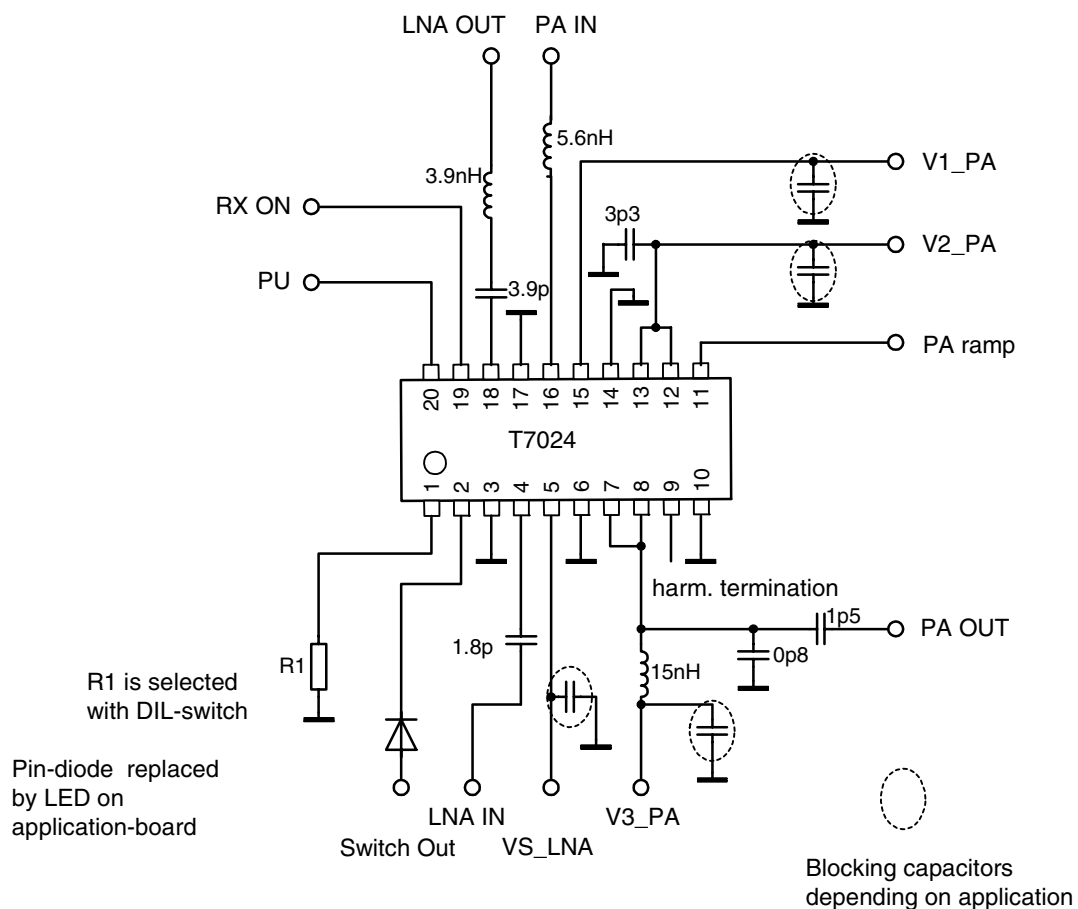 LNA OUT
PA IN
5.6nH
3.9nH
V1_PA
RX ON
3p3
V2_PA
PU
3.9p
PA ramp
20 19 18 17 16 15 14 13 12 11
T7024
1 2 3 4 5 6 7 8 9 10
harm. termination
1p5
PA OUT
1.8p
0p8
R1
15nH
R1 is selected
with DIL-switch
Pin-diode replaced
by LED on
application-board
LNA IN
V3_PA
Switch Out
VS_LNA
Blocking capacitors
depending on application